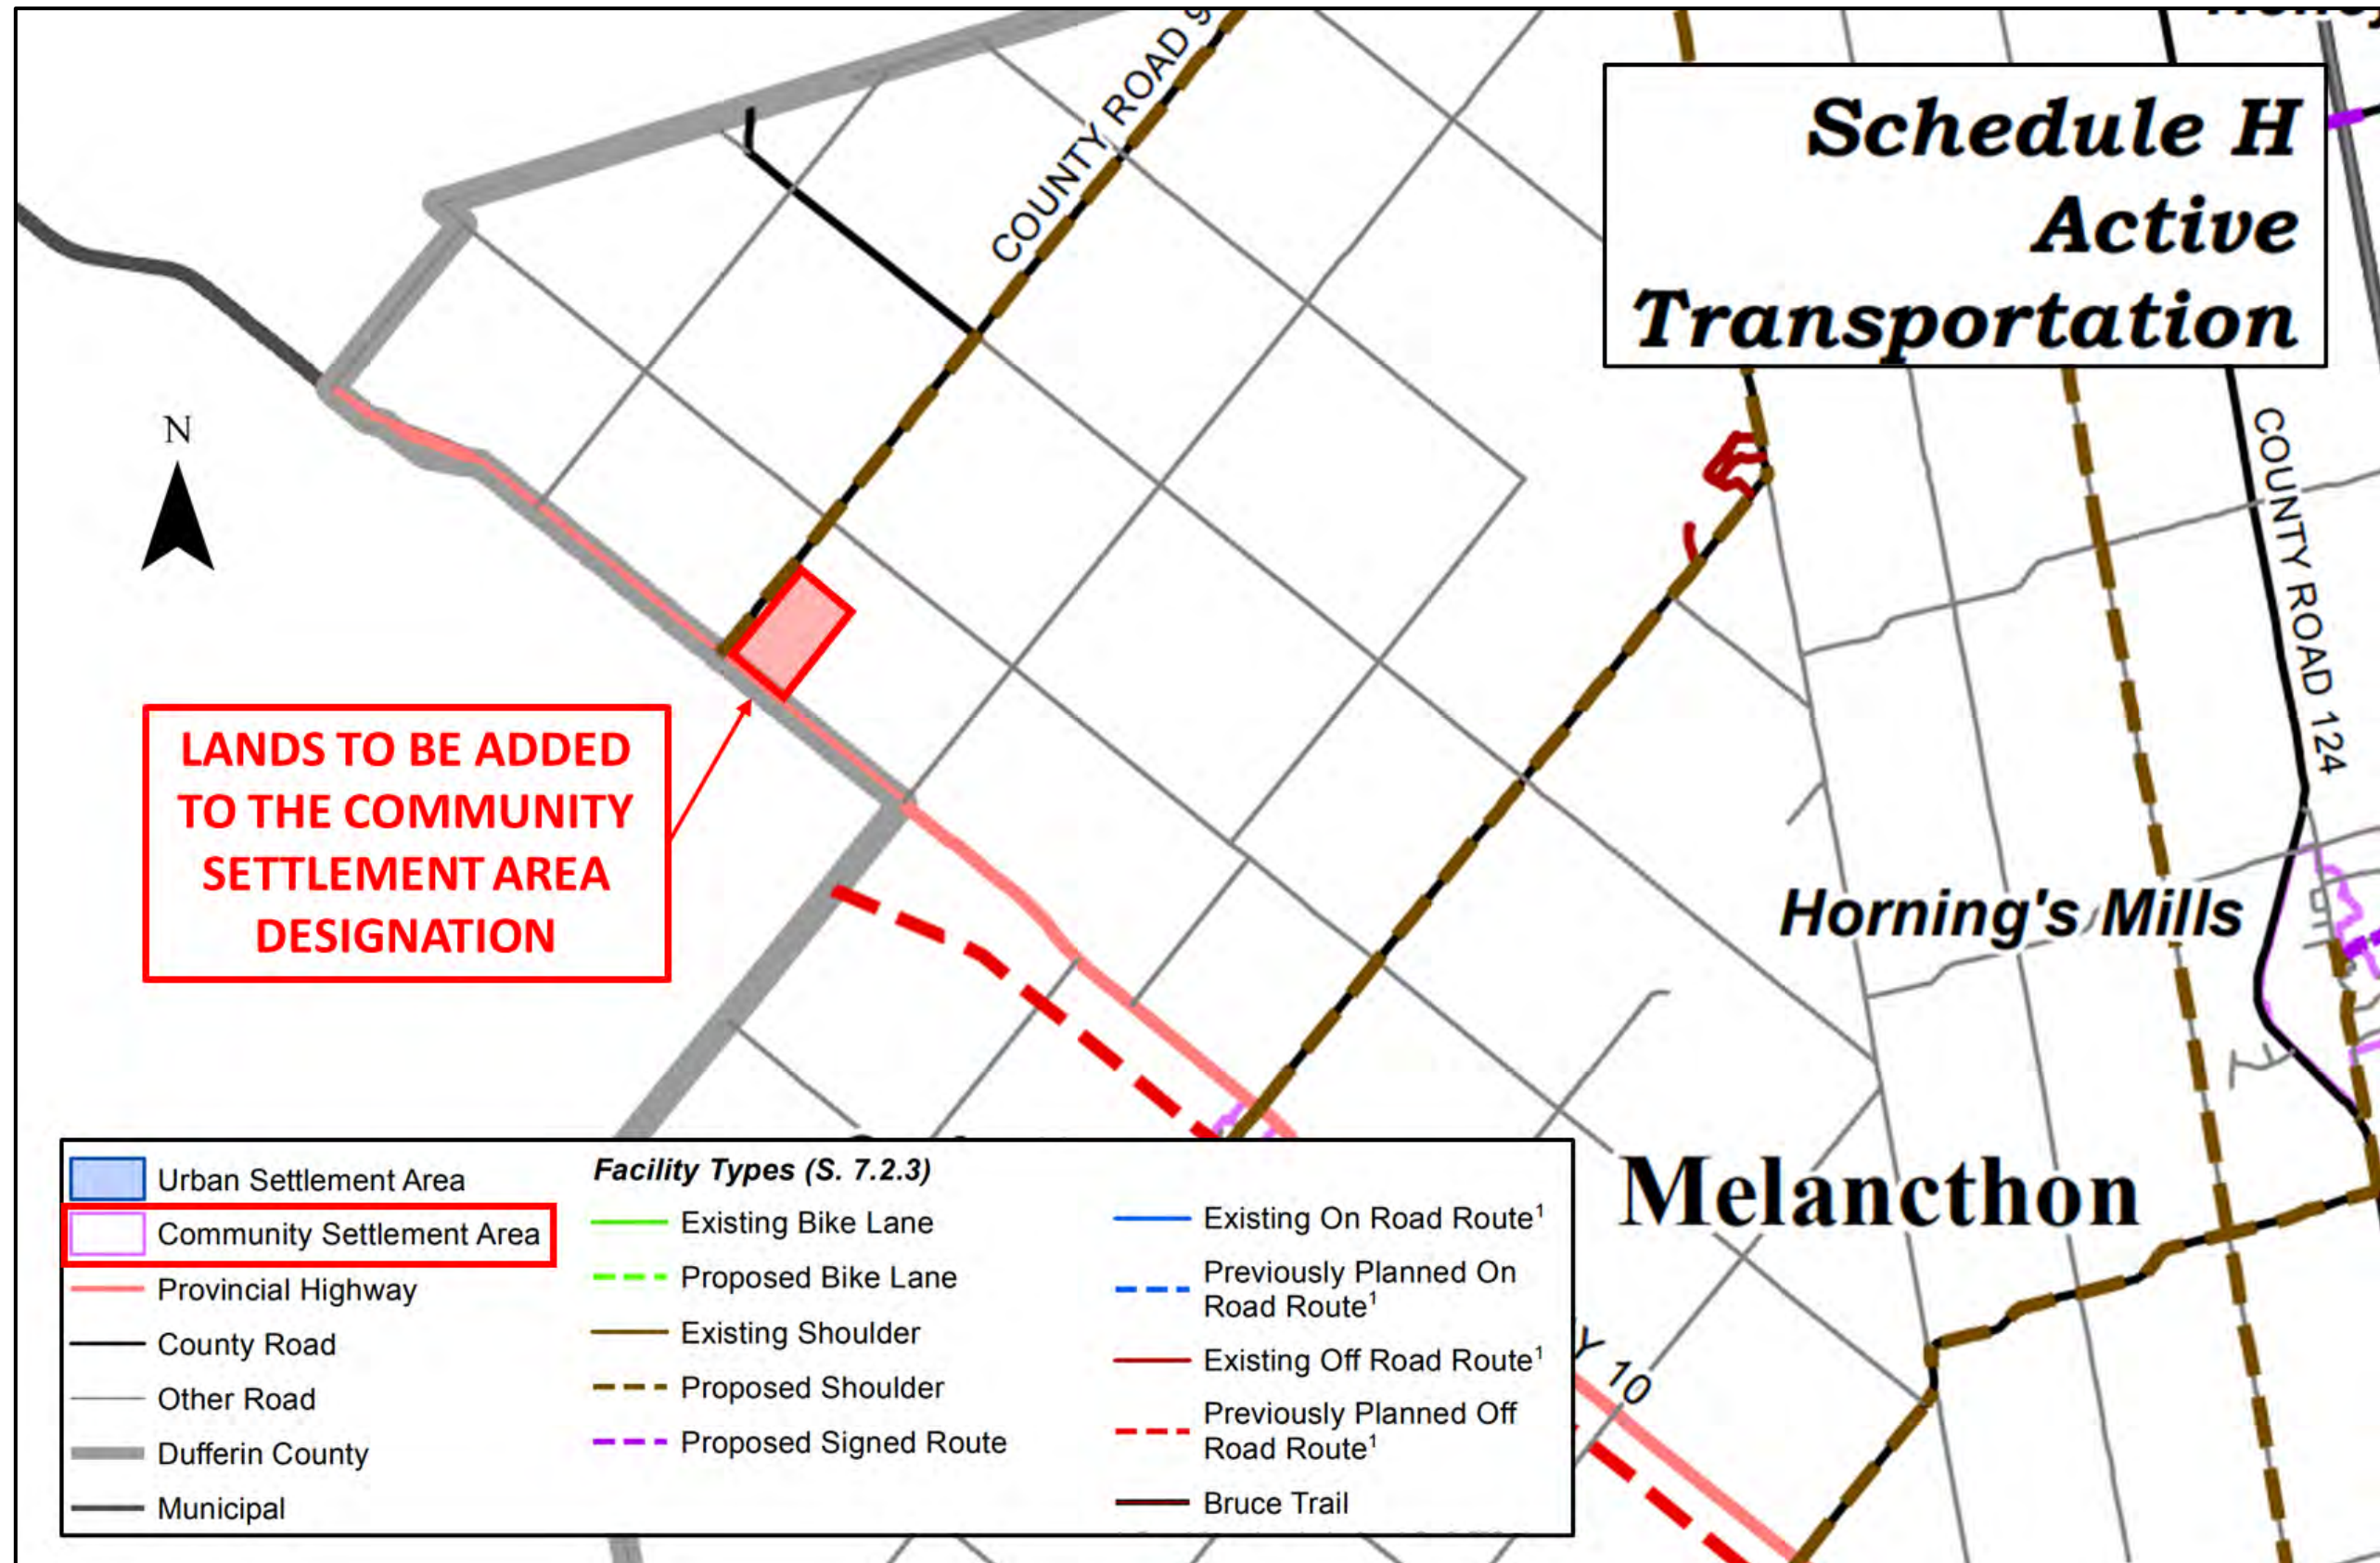 COUNTY ROAD 9
Schedule H
Active
Transportation
N
COUNTY ROAD 124
LANDS TO BE ADDED
TO THE COMMUNITY
SETTLEMENT AREA
DESIGNATION
Horning's Mills
Melancthon
Y 10
Urban Settlement Area
Community Settlement Area
Provincial Highway
County Road
Other Road
Dufferin County
Municipal
Facility Types (S. 7.2.3)
Existing Bike Lane
Proposed Bike Lane
Existing Shoulder
Proposed Shoulder
Proposed Signed Route
Existing On Road Route¹
Previously Planned On
Road Route¹
Existing Off Road Route¹
Previously Planned Off
Road Route¹
Bruce Trail